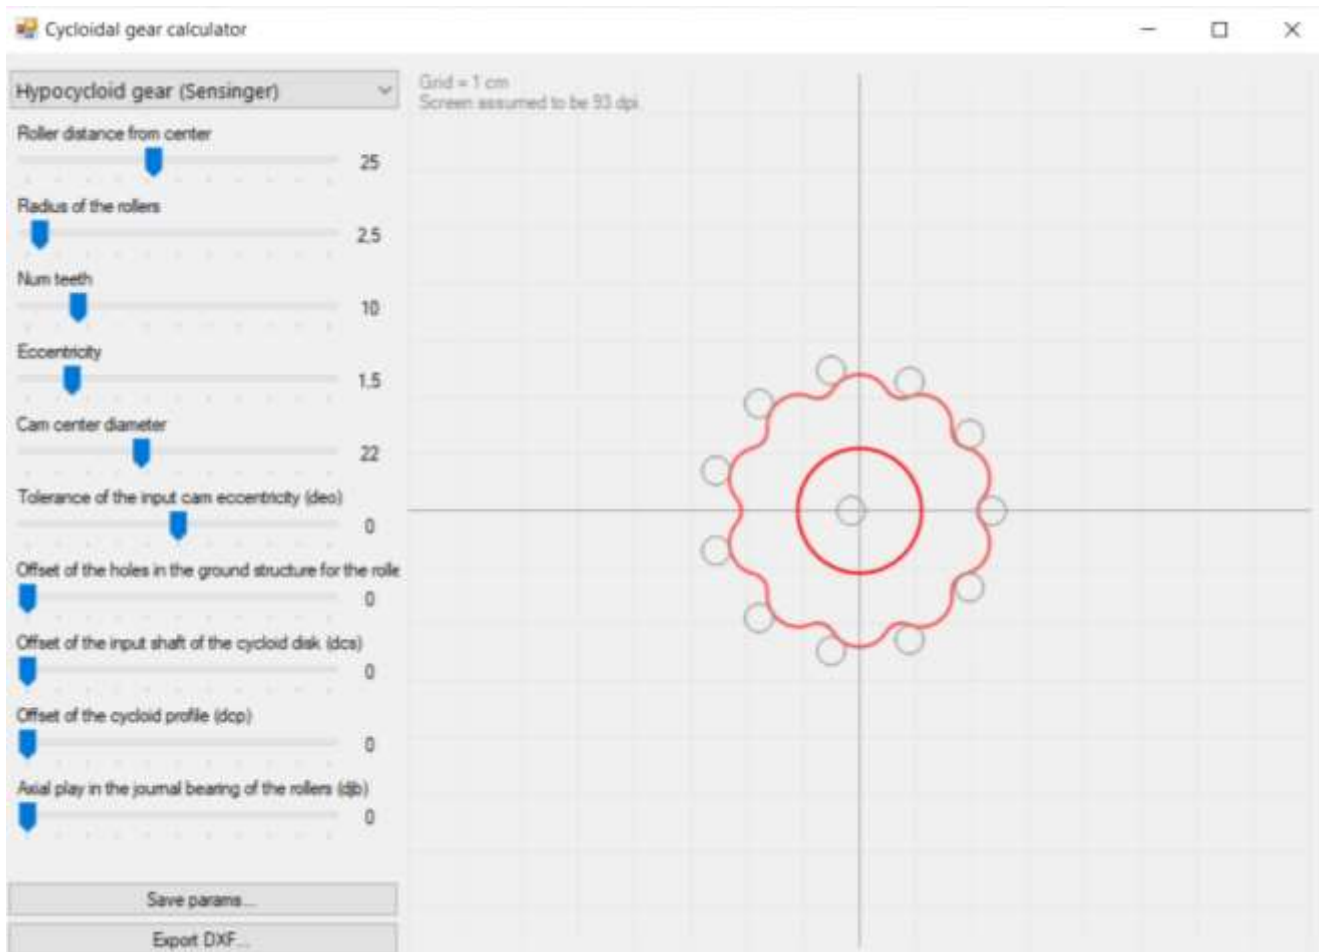 Cycloidal gear calculator
Hypocycloid gear (Sensinger)
Grid = 1 cm
Screen assumed to be 93 dpi
Roller distance from center
25
Radius of the rollers
2,5
Num teeth
10
Eccentricity
1,5
Cam center diameter
22
Tolerance of the input cam eccentricity (deo)
0
Offset of the holes in the ground structure for the rolle
0
Offset of the input shaft of the cycloid disk (dcs)
0
Offset of the cycloid profile (dcp)
0
Axial play in the journal bearing of the rollers (djb)
0
Save params...
Export DXF...